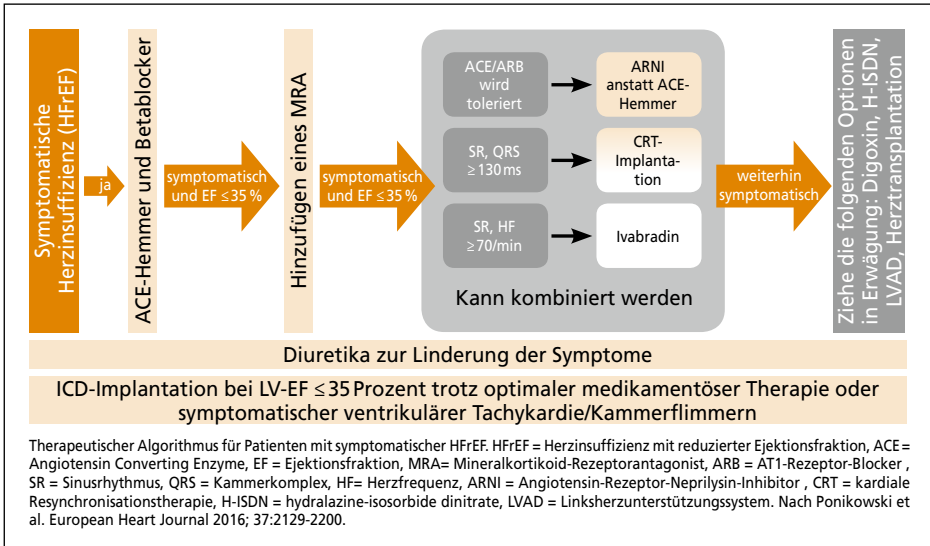 Symptomatische
Herzinsuffizienz (HFrEF)
ja
ACE-Hemmer und Betablocker
symptomatisch
und EF ≤35 %
Hinzufügen eines MRA
symptomatisch
und EF ≤35 %
ACE/ARB
wird
toleriert
ARNI
anstatt ACE-
Hemmer
SR, QRS
≥130 ms
CRT-
Implanta-
tion
SR, HF
≥70/min
Ivabradin
Kann kombiniert werden
weiterhin
symptomatisch
Ziehe die folgenden Optionen
in Erwägung: Digoxin, H-ISDN,
LVAD, Herztransplantation
Diuretika zur Linderung der Symptome
ICD-Implantation bei LV-EF ≤35 Prozent trotz optimaler medikamentöser Therapie oder
symptomatischer ventrikulärer Tachykardie/Kammerflimmern
Therapeutischer Algorithmus für Patienten mit symptomatischer HFrEF. HFrEF = Herzinsuffizienz mit reduzierter Ejektionsfraktion, ACE =
Angiotensin Converting Enzyme, EF = Ejektionsfraktion, MRA= Mineralkortikoid-Rezeptorantagonist, ARB = AT1-Rezeptor-Blocker ,
SR = Sinusrhythmus, QRS = Kammerkomplex, HF= Herzfrequenz, ARNI = Angiotensin-Rezeptor-Neprilysin-Inhibitor , CRT = kardiale
Resynchronisationstherapie, H-ISDN = hydralazine-isosorbide dinitrate, LVAD = Linksherzunterstützungssystem. Nach Ponikowski et
al. European Heart Journal 2016; 37:2129-2200.